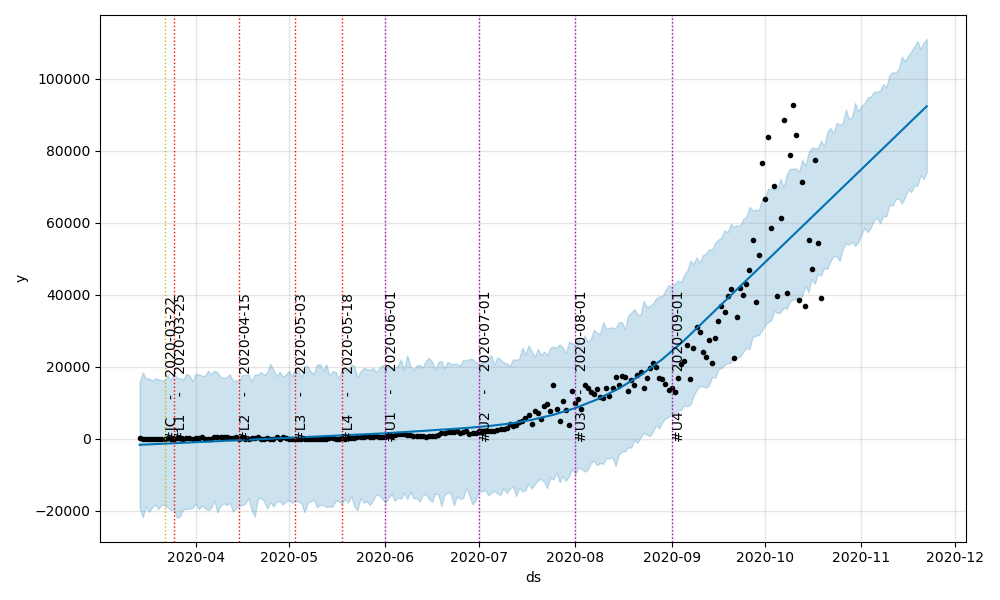 100000
80000
60000
40000
20000
0
−20000
y
#JC - 2020-03-22
#L1 - 2020-03-25
#L2 - 2020-04-15
#L3 - 2020-05-03
#L4 - 2020-05-18
#U1 - 2020-06-01
#U2 - 2020-07-01
#U3 - 2020-08-01
#U4 - 2020-09-01
2020-04
2020-05
2020-06
2020-07
2020-08
2020-09
2020-10
2020-11
2020-12
ds